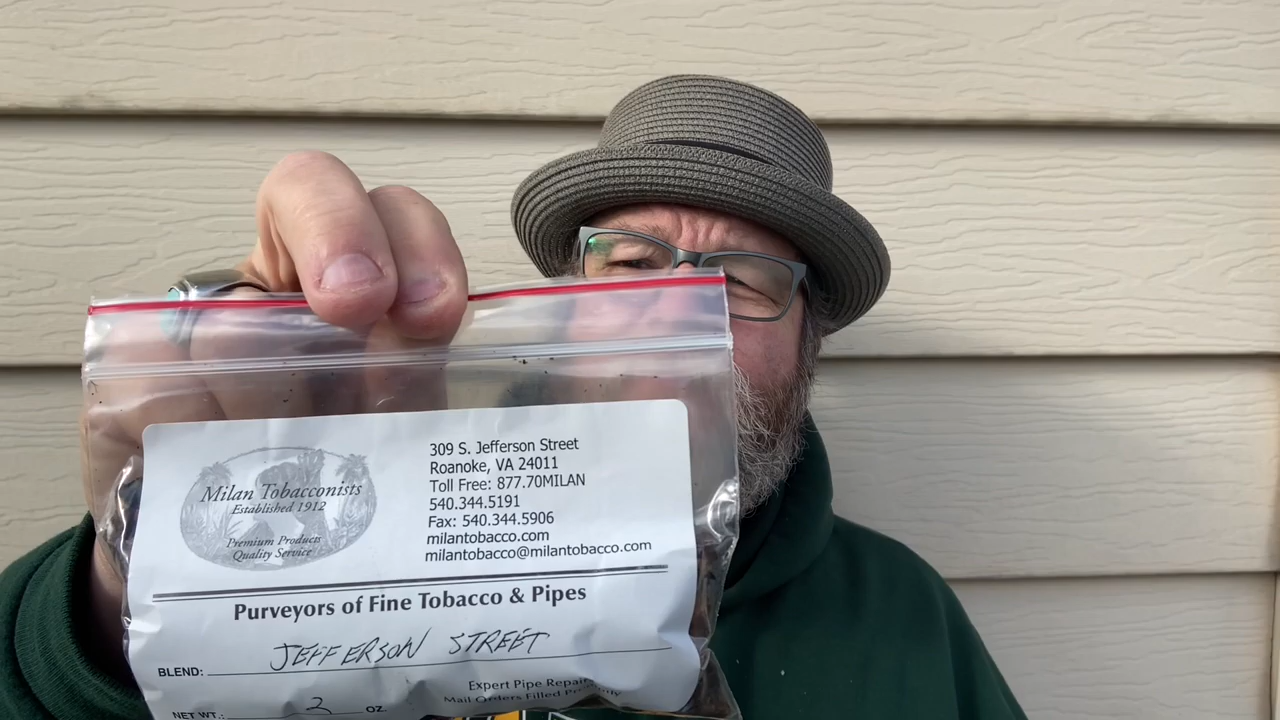 Milan Tobacconists
Established 1912
Premium Products
Quality Service
309 S. Jefferson Street
Roanoke, VA 24011
Toll Free: 877.70MILAN
540.344.5191
Fax: 540.344.5906
milantobacco.com
milantobacco@milantobacco.com
Purveyors of Fine Tobacco & Pipes
BLEND: JEFFERSON STREET
NET WT.: 2 OZ.
Expert Pipe Repairs
Mail Orders Filled Promptly